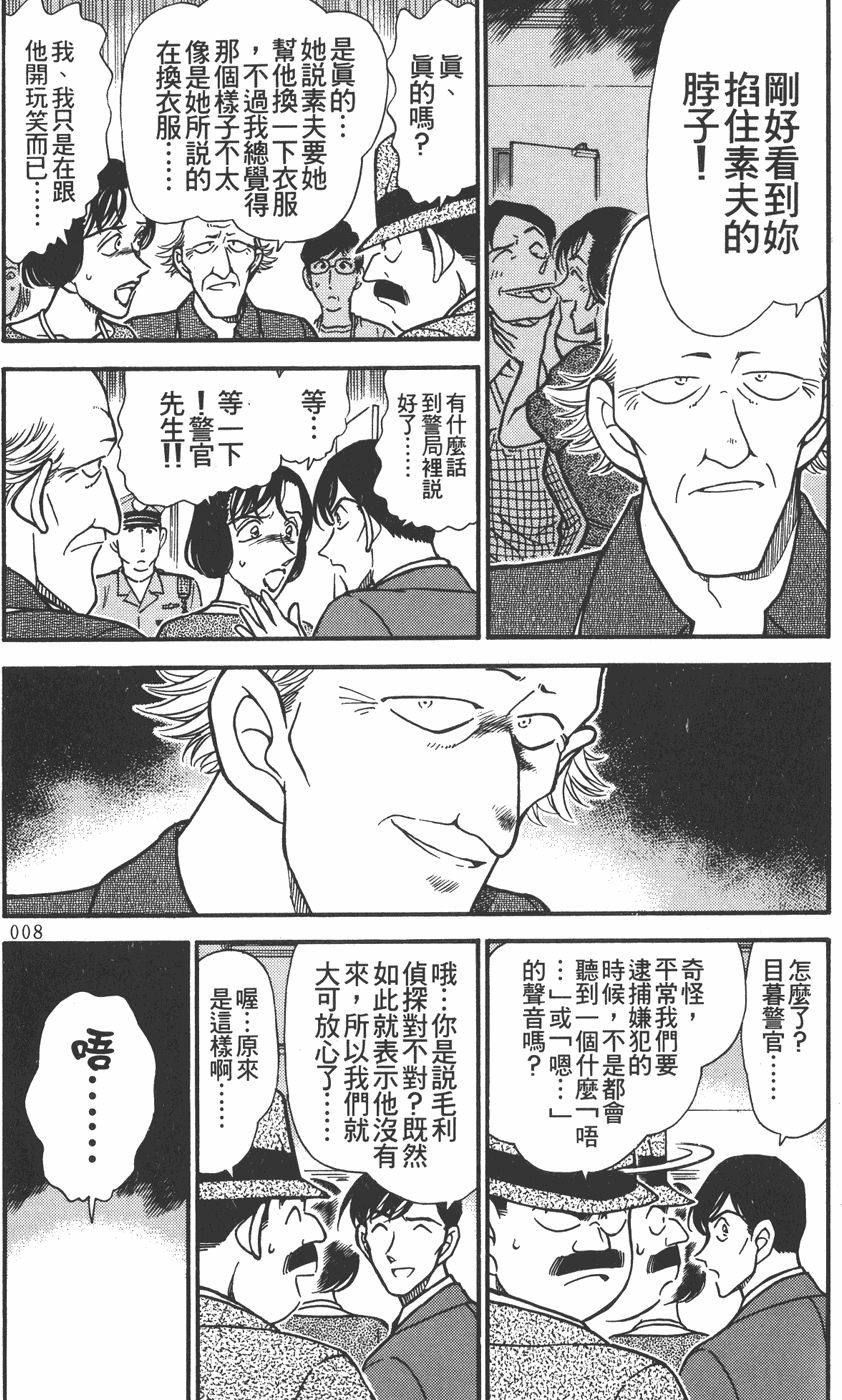 剛好看到妳
掐住素夫的
脖子！
眞、
眞的嗎？
是眞的…
她說素夫要她
幫他換一下衣服
，不過我總覺得
那個樣子不太
像是她所說的
在換衣服……
我、我只是在跟
他開玩笑而已……
有什麼話
到警局裡說
好了……
等…
等一下
！警官
先生!!
008
怎麼了？
目暮警官……
奇怪，
平常我們要
逮捕嫌犯的
時候，不是都會
聽到一個什麼「唔
…」或「嗯…」
的聲音嗎？
哦…你是說毛利
偵探對不對？既然
如此就表示他沒有
來，所以我們就
大可放心了……
喔…原來
是這樣啊……
唔……